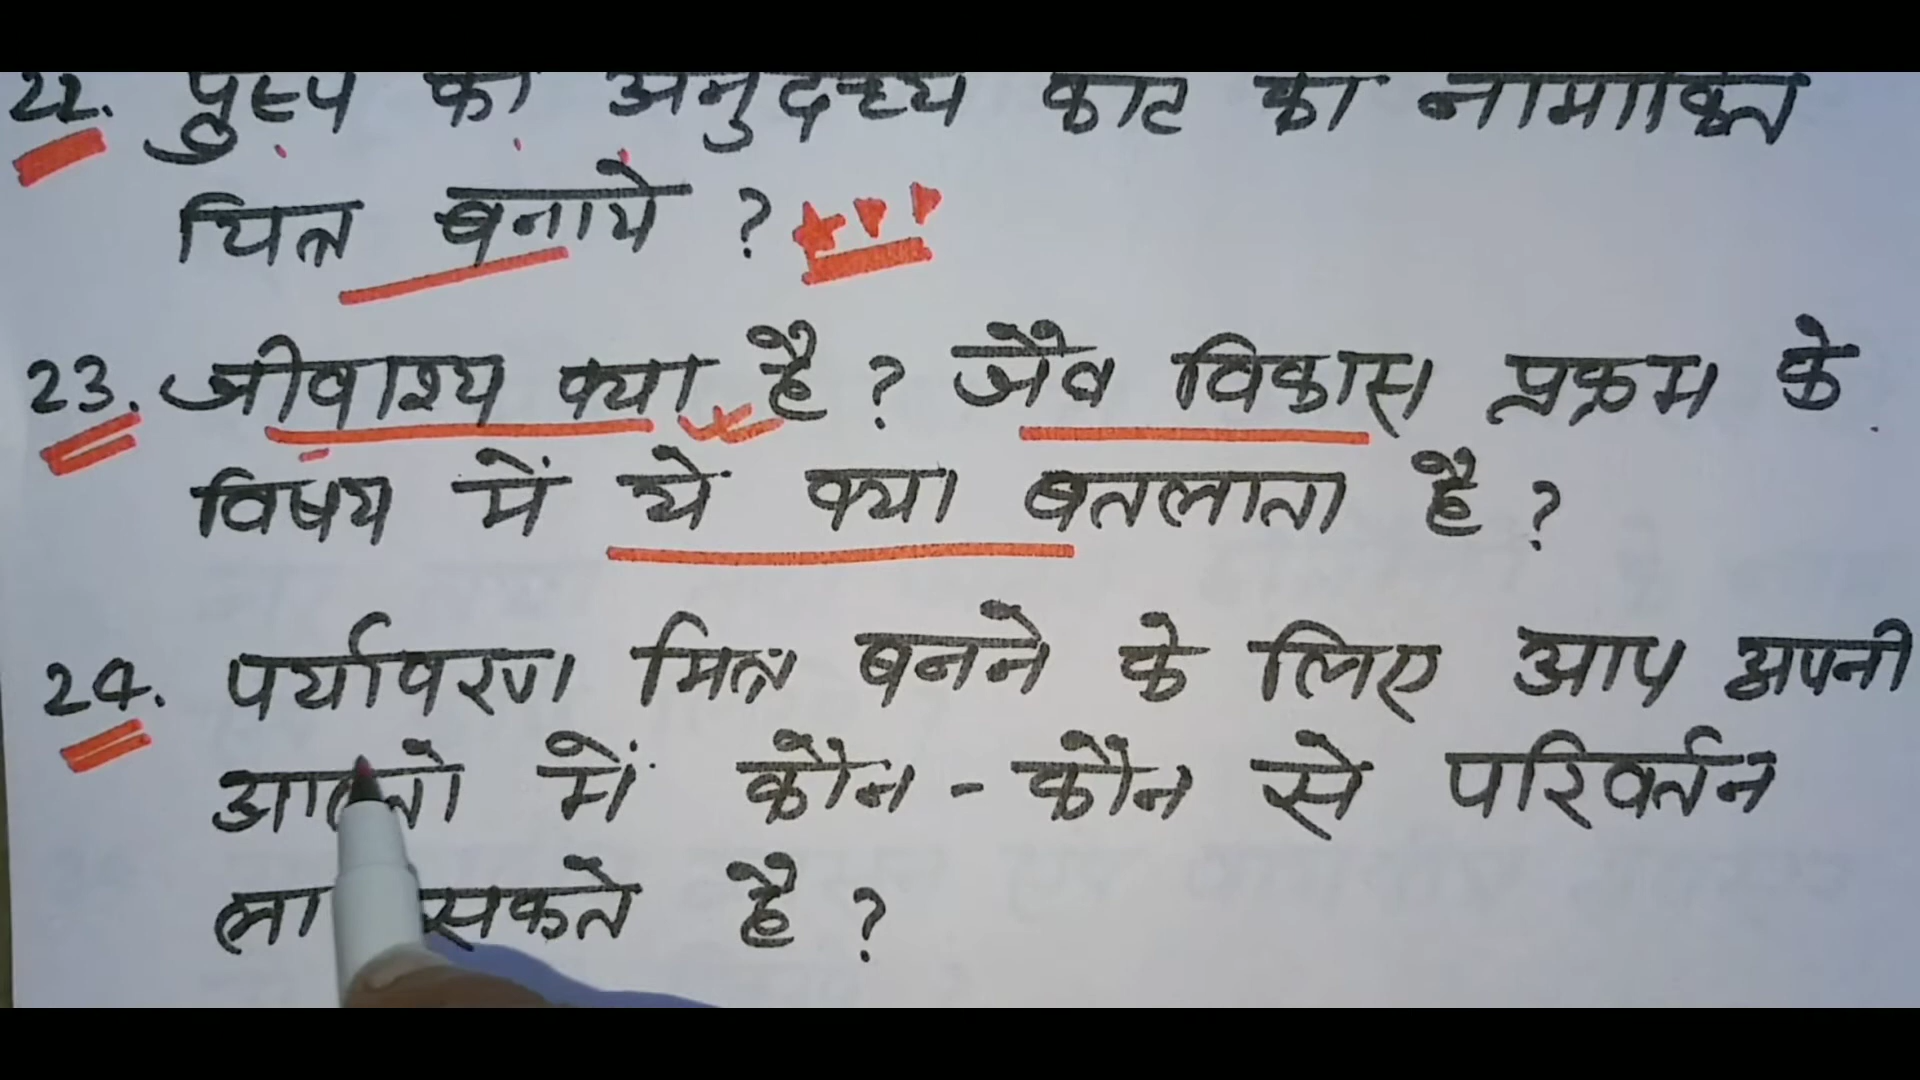 22. पुष्प की अनुदैर्ध्य काट का नामांकित
चित्र बनाये ?
23. जीवाश्म क्या है ? जैव विकास प्रक्रम के
विषय में ये क्या बतलाता है ?
24. पर्यावरण मित्र बनने के लिए आप अपनी
में कौन - कौन से परिवर्तन
ला सकते है ?